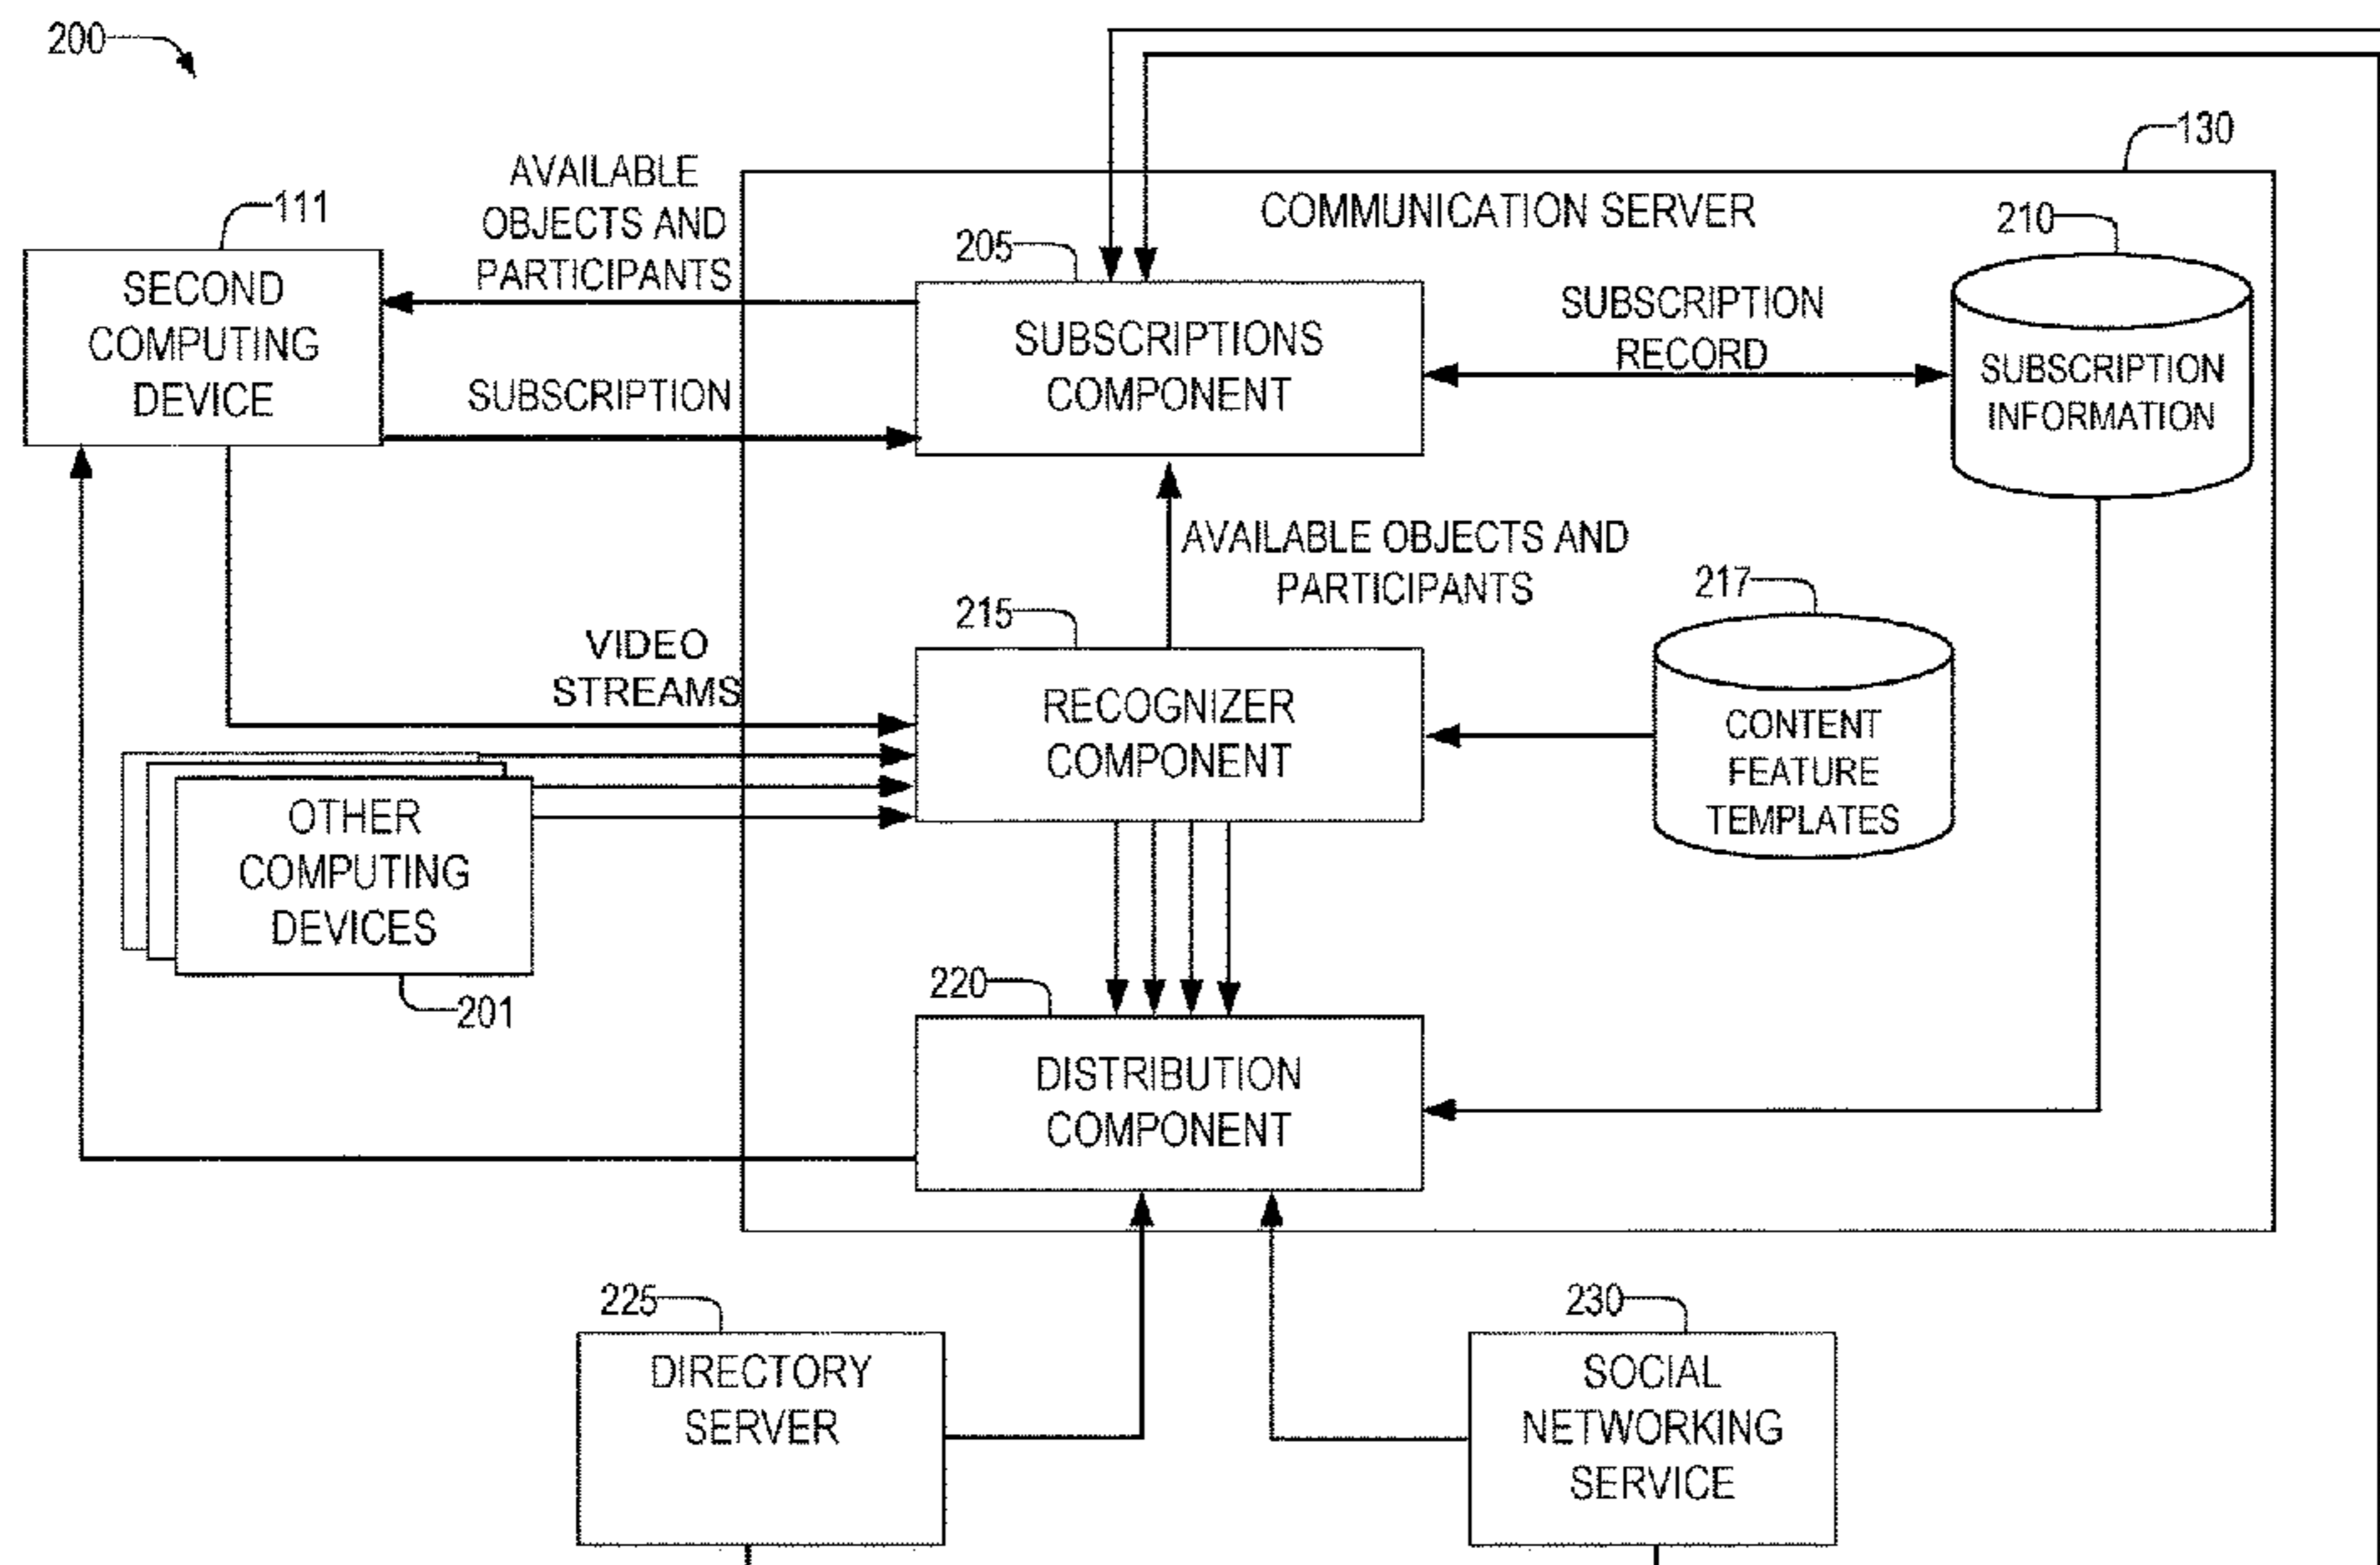 200
130
AVAILABLE
OBJECTS AND
PARTICIPANTS
111
SECOND
COMPUTING
DEVICE
SUBSCRIPTION
COMMUNICATION SERVER
205
SUBSCRIPTIONS
COMPONENT
SUBSCRIPTION
RECORD
210
SUBSCRIPTION
INFORMATION
AVAILABLE OBJECTS AND
PARTICIPANTS
VIDEO
STREAMS
215
RECOGNIZER
COMPONENT
217
CONTENT
FEATURE
TEMPLATES
OTHER
COMPUTING
DEVICES
201
220
DISTRIBUTION
COMPONENT
225
DIRECTORY
SERVER
230
SOCIAL
NETWORKING
SERVICE